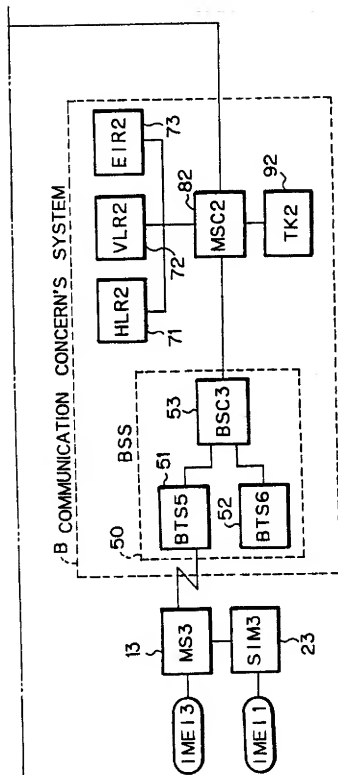 B COMMUNICATION CONCERN'S SYSTEM
HLR2
71
VLR2
72
EIR2
73
MSC2
82
TK2
92
BSS
50
BTS5
51
BTS6
52
BSC3
53
MS3
13
SIM3
23
IMEI3
IMEI1